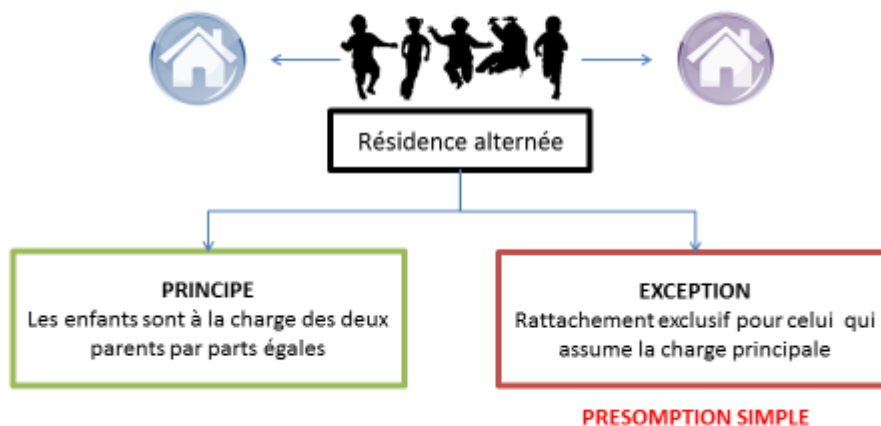 Résidence alternée
PRINCIPE
Les enfants sont à la charge des deux
parents par parts égales
EXCEPTION
Rattachement exclusif pour celui qui
assume la charge principale
PRESOMPTION SIMPLE